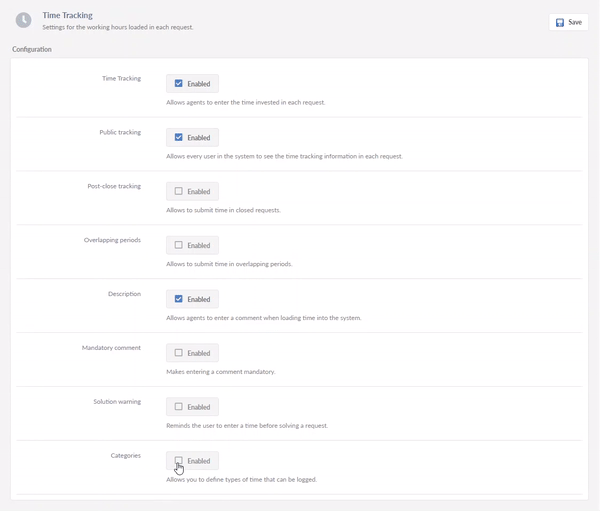 Time Tracking
Settings for the working hours loaded in each request.
Save
Configuration
Time Tracking
Enabled
Allows agents to enter the time invested in each request.
Public tracking
Enabled
Allows every user in the system to see the time tracking information in each request.
Post-close tracking
Enabled
Allows to submit time in closed requests.
Overlapping periods
Enabled
Allows to submit time in overlapping periods.
Description
Enabled
Allows agents to enter a comment when loading time into the system.
Mandatory comment
Enabled
Makes entering a comment mandatory.
Solution warning
Enabled
Reminds the user to enter a time before solving a request.
Categories
Enabled
Allows you to define types of time that can be logged.